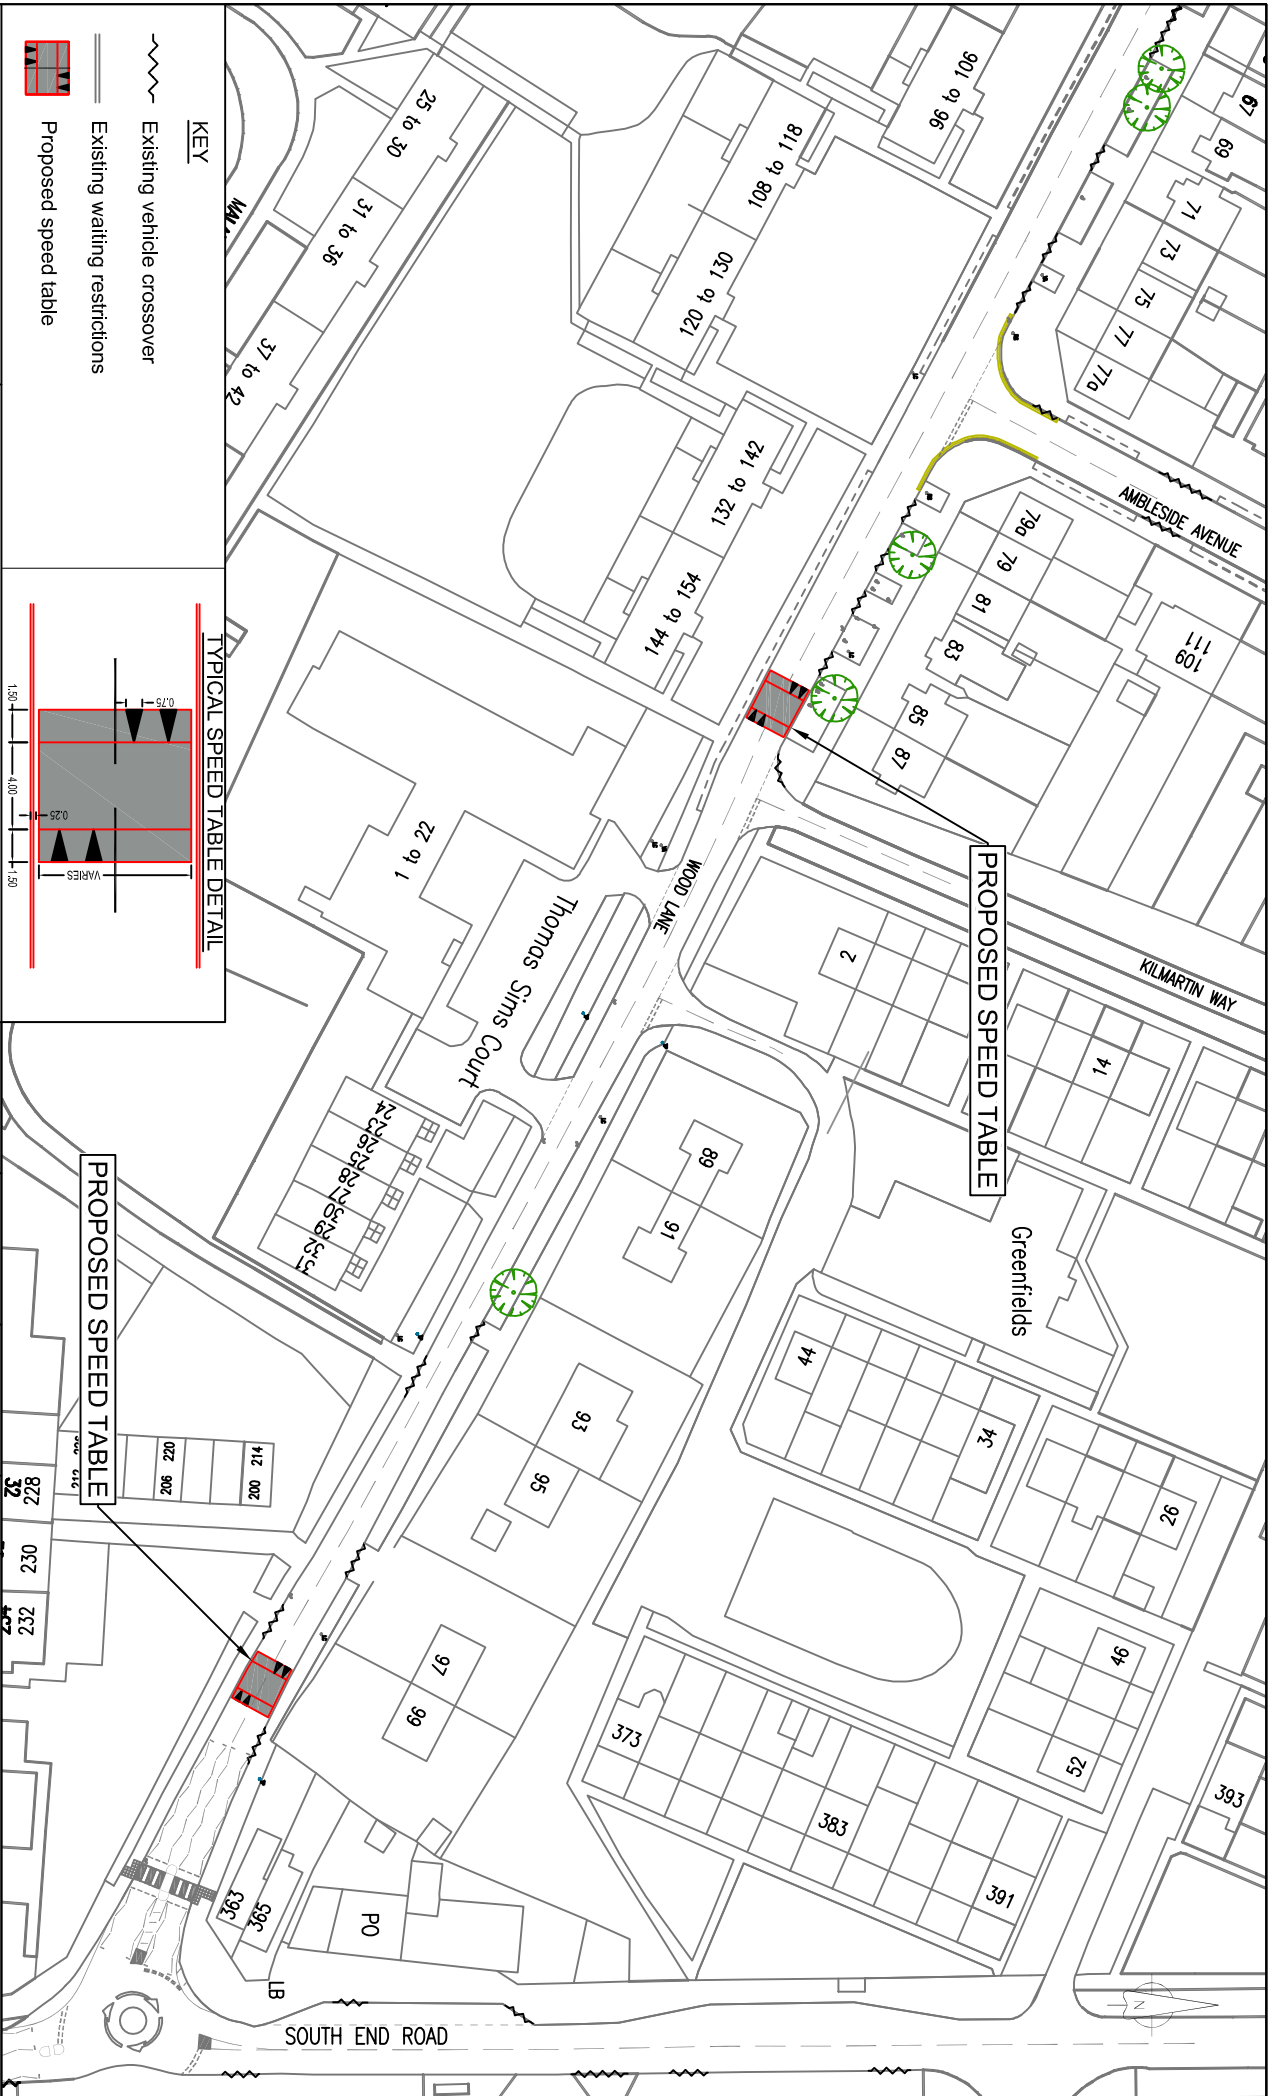 KEY
Existing vehicle crossover
Existing waiting restrictions
Proposed speed table
TYPICAL SPEED TABLE DETAIL
0.75
0.25
VARIES
1.50
4.00
1.50
PROPOSED SPEED TABLE
PROPOSED SPEED TABLE
WOOD LANE
AMBLESIDE AVENUE
KILMARTIN WAY
SOUTH END ROAD
Thomas Sims Court
Greenfields
67
69
71
73
75
77
77a
79a
79
81
83
85
87
109
111
96 to 106
108 to 118
120 to 130
132 to 142
144 to 154
25 to 30
31 to 36
37 to 42
1 to 22
24
23
26
25
28
27
30
29
32
31
2
14
89
91
93
95
97
99
44
34
26
46
52
373
383
391
393
363
365
PO
LB
N
214
200
220
206
228
32
230
232